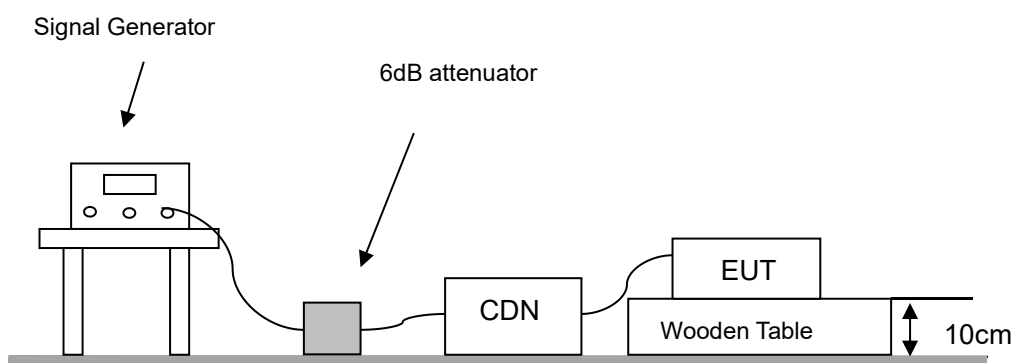 Signal Generator
6dB attenuator
EUT
CDN
Wooden Table
10cm